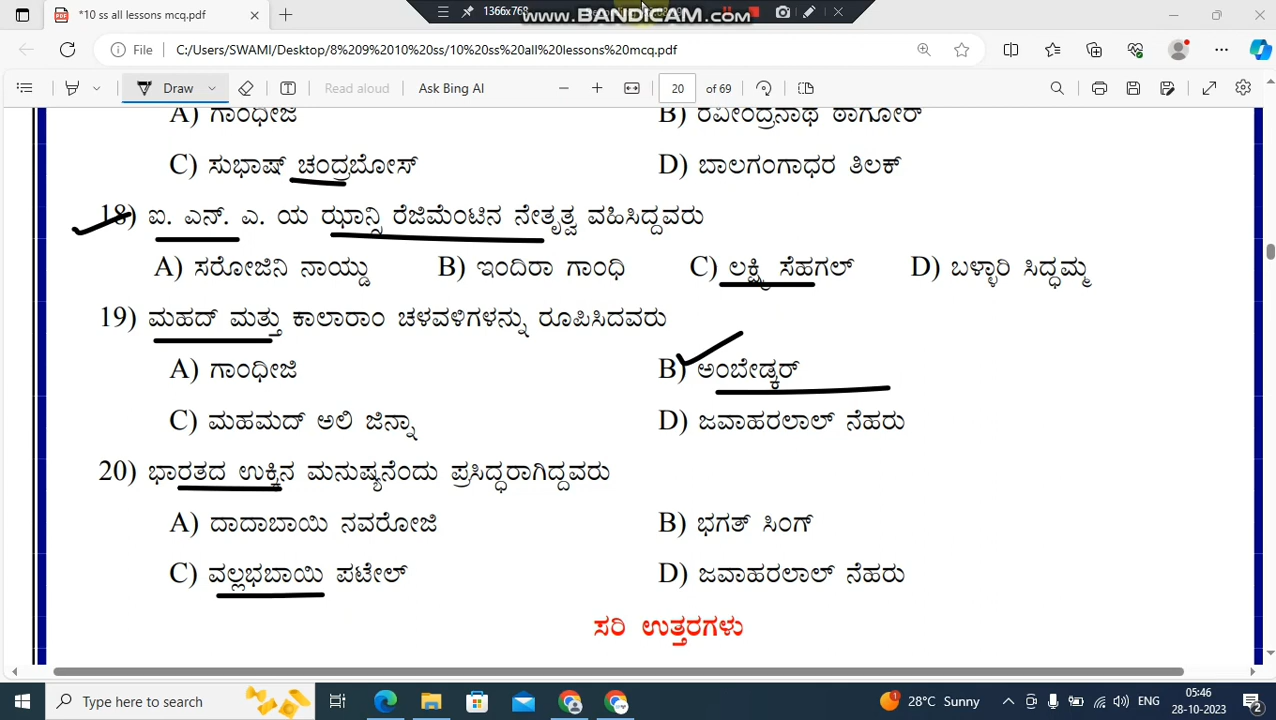 *10 ss all lessons mcq.pdf
1366x768
www.BANDICAM.com
File C:/Users/SWAMI/Desktop/8%209%2010%20ss/10%20ss%20all%20lessons%20mcq.pdf
Draw Read aloud Ask Bing AI 20 of 69
A) ಗಾಂಧೀಜಿ B) ರವೀಂದ್ರನಾಥ ಠಾಗೋರ್
C) ಸುಭಾಷ್ ಚಂದ್ರಬೋಸ್ D) ಬಾಲಗಂಗಾಧರ ತಿಲಕ್
18) ಐ. ಎನ್. ಎ. ಯ ಝಾನ್ಸಿ ರೆಜಿಮೆಂಟಿನ ನೇತೃತ್ವ ವಹಿಸಿದ್ದವರು
A) ಸರೋಜಿನಿ ನಾಯ್ಡು B) ಇಂದಿರಾ ಗಾಂಧಿ C) ಲಕ್ಷ್ಮಿ ಸೆಹಗಲ್ D) ಬಳ್ಳಾರಿ ಸಿದ್ಧಮ್ಮ
19) ಮಹದ್ ಮತ್ತು ಕಾಲಾರಾಂ ಚಳವಳಿಗಳನ್ನು ರೂಪಿಸಿದವರು
A) ಗಾಂಧೀಜಿ B) ಅಂಬೇಡ್ಕರ್
C) ಮಹಮದ್ ಅಲಿ ಜಿನ್ನಾ D) ಜವಾಹರಲಾಲ್ ನೆಹರು
20) ಭಾರತದ ಉಕ್ಕಿನ ಮನುಷ್ಯನೆಂದು ಪ್ರಸಿದ್ಧರಾಗಿದ್ದವರು
A) ದಾದಾಬಾಯಿ ನವರೋಜಿ B) ಭಗತ್ ಸಿಂಗ್
C) ವಲ್ಲಭಬಾಯಿ ಪಟೇಲ್ D) ಜವಾಹರಲಾಲ್ ನೆಹರು
ಸರಿ ಉತ್ತರಗಳು
Type here to search 28°C Sunny ENG 05:46
28-10-2023